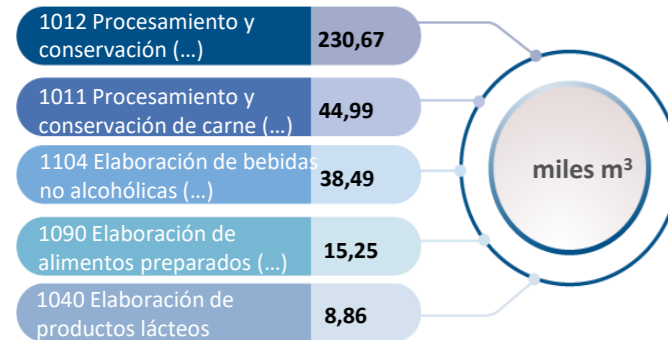 1012 Procesamiento y
conservación (...)
230,67
1011 Procesamiento y
conservación de carne (...)
44,99
1104 Elaboración de bebidas
no alcohólicas (...)
38,49
1090 Elaboración de
alimentos preparados (...)
15,25
1040 Elaboración de
productos lácteos
8,86
miles m³